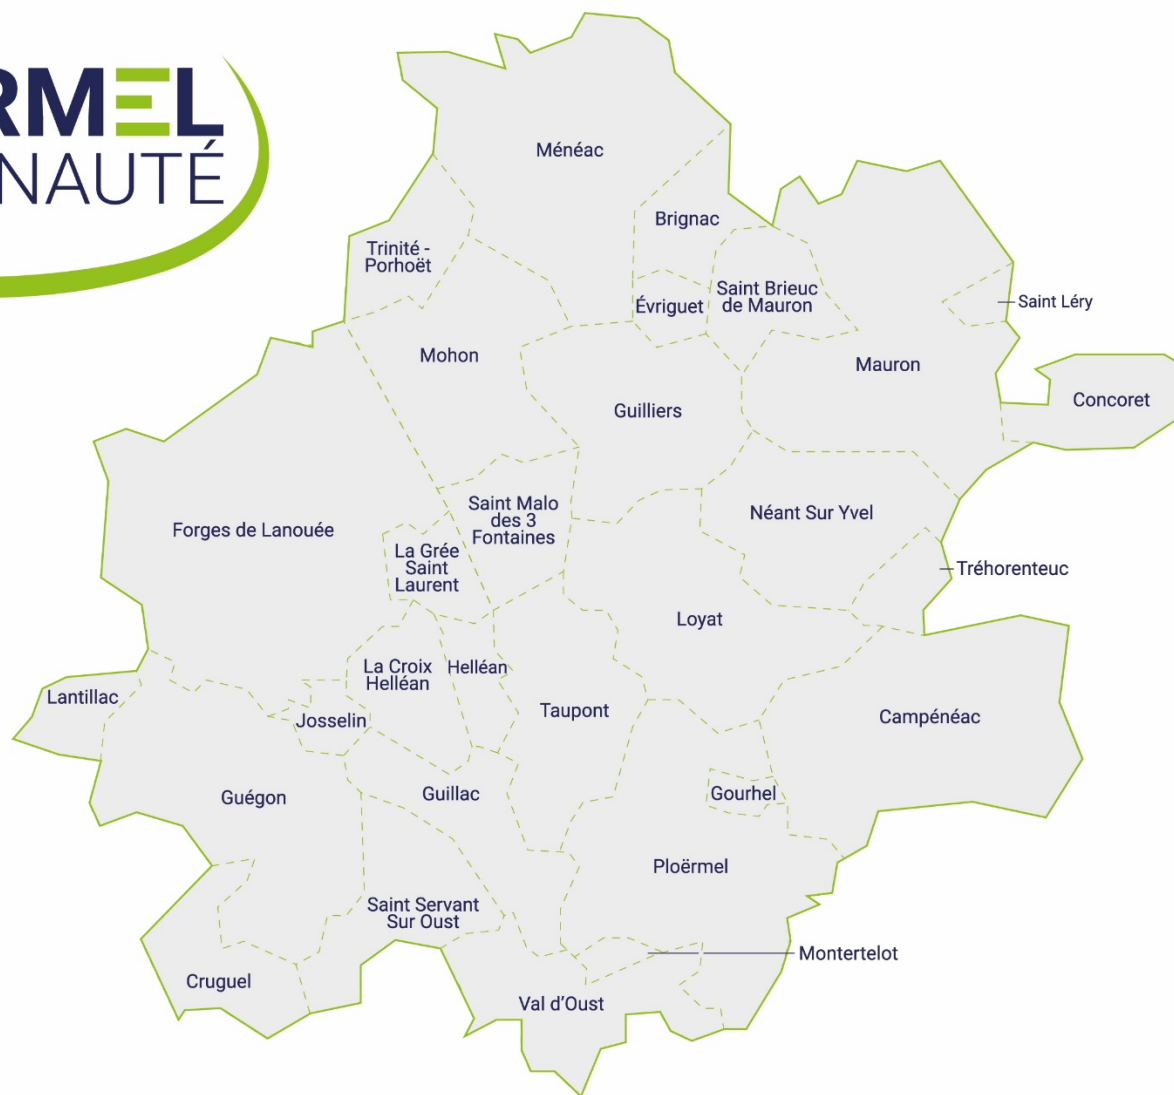 RMEL
NAUTÉ
Ménéac
Brignac
Trinité -
Porhoët
Évriguet
Saint Brieuc
de Mauron
Saint Léry
Mohon
Mauron
Concoret
Guilliers
Saint Malo
des 3
Fontaines
Néant Sur Yvel
Forges de Lanouée
La Grée
Saint
Laurent
Tréhorenteuc
Loyat
Lantillac
La Croix
Helléan
Helléan
Josselin
Taupont
Campénéac
Guégon
Guillac
Gourhel
Ploërmel
Saint Servant
Sur Oust
Montertelot
Cruguel
Val d'Oust